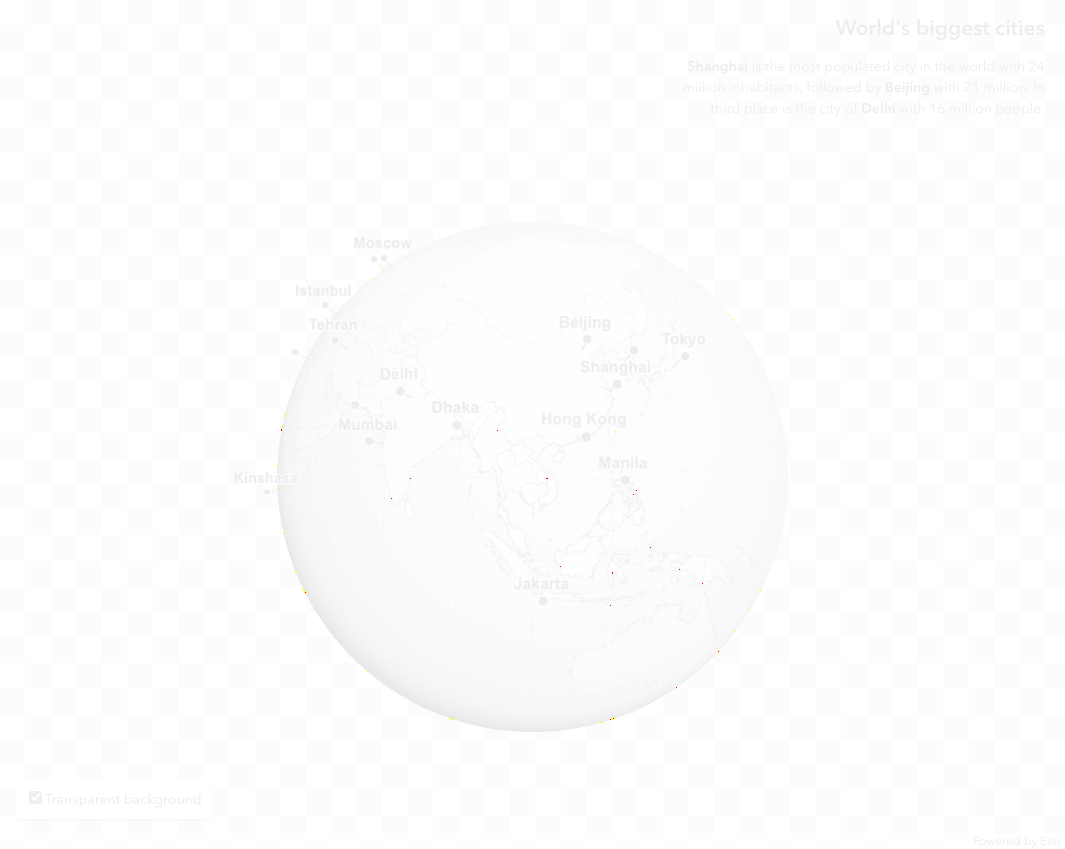 World's biggest cities
Shanghai is the most populated city in the world with 24
million inhabitants, followed by Beijing with 21 million. In
third place is the city of Delhi with 16 million people.
Moscow
Istanbul
Tehran
Beijing
Tokyo
Shanghai
Delhi
Dhaka
Hong Kong
Mumbai
Manila
Kinshasa
Jakarta
Transparent background
Powered by Esri